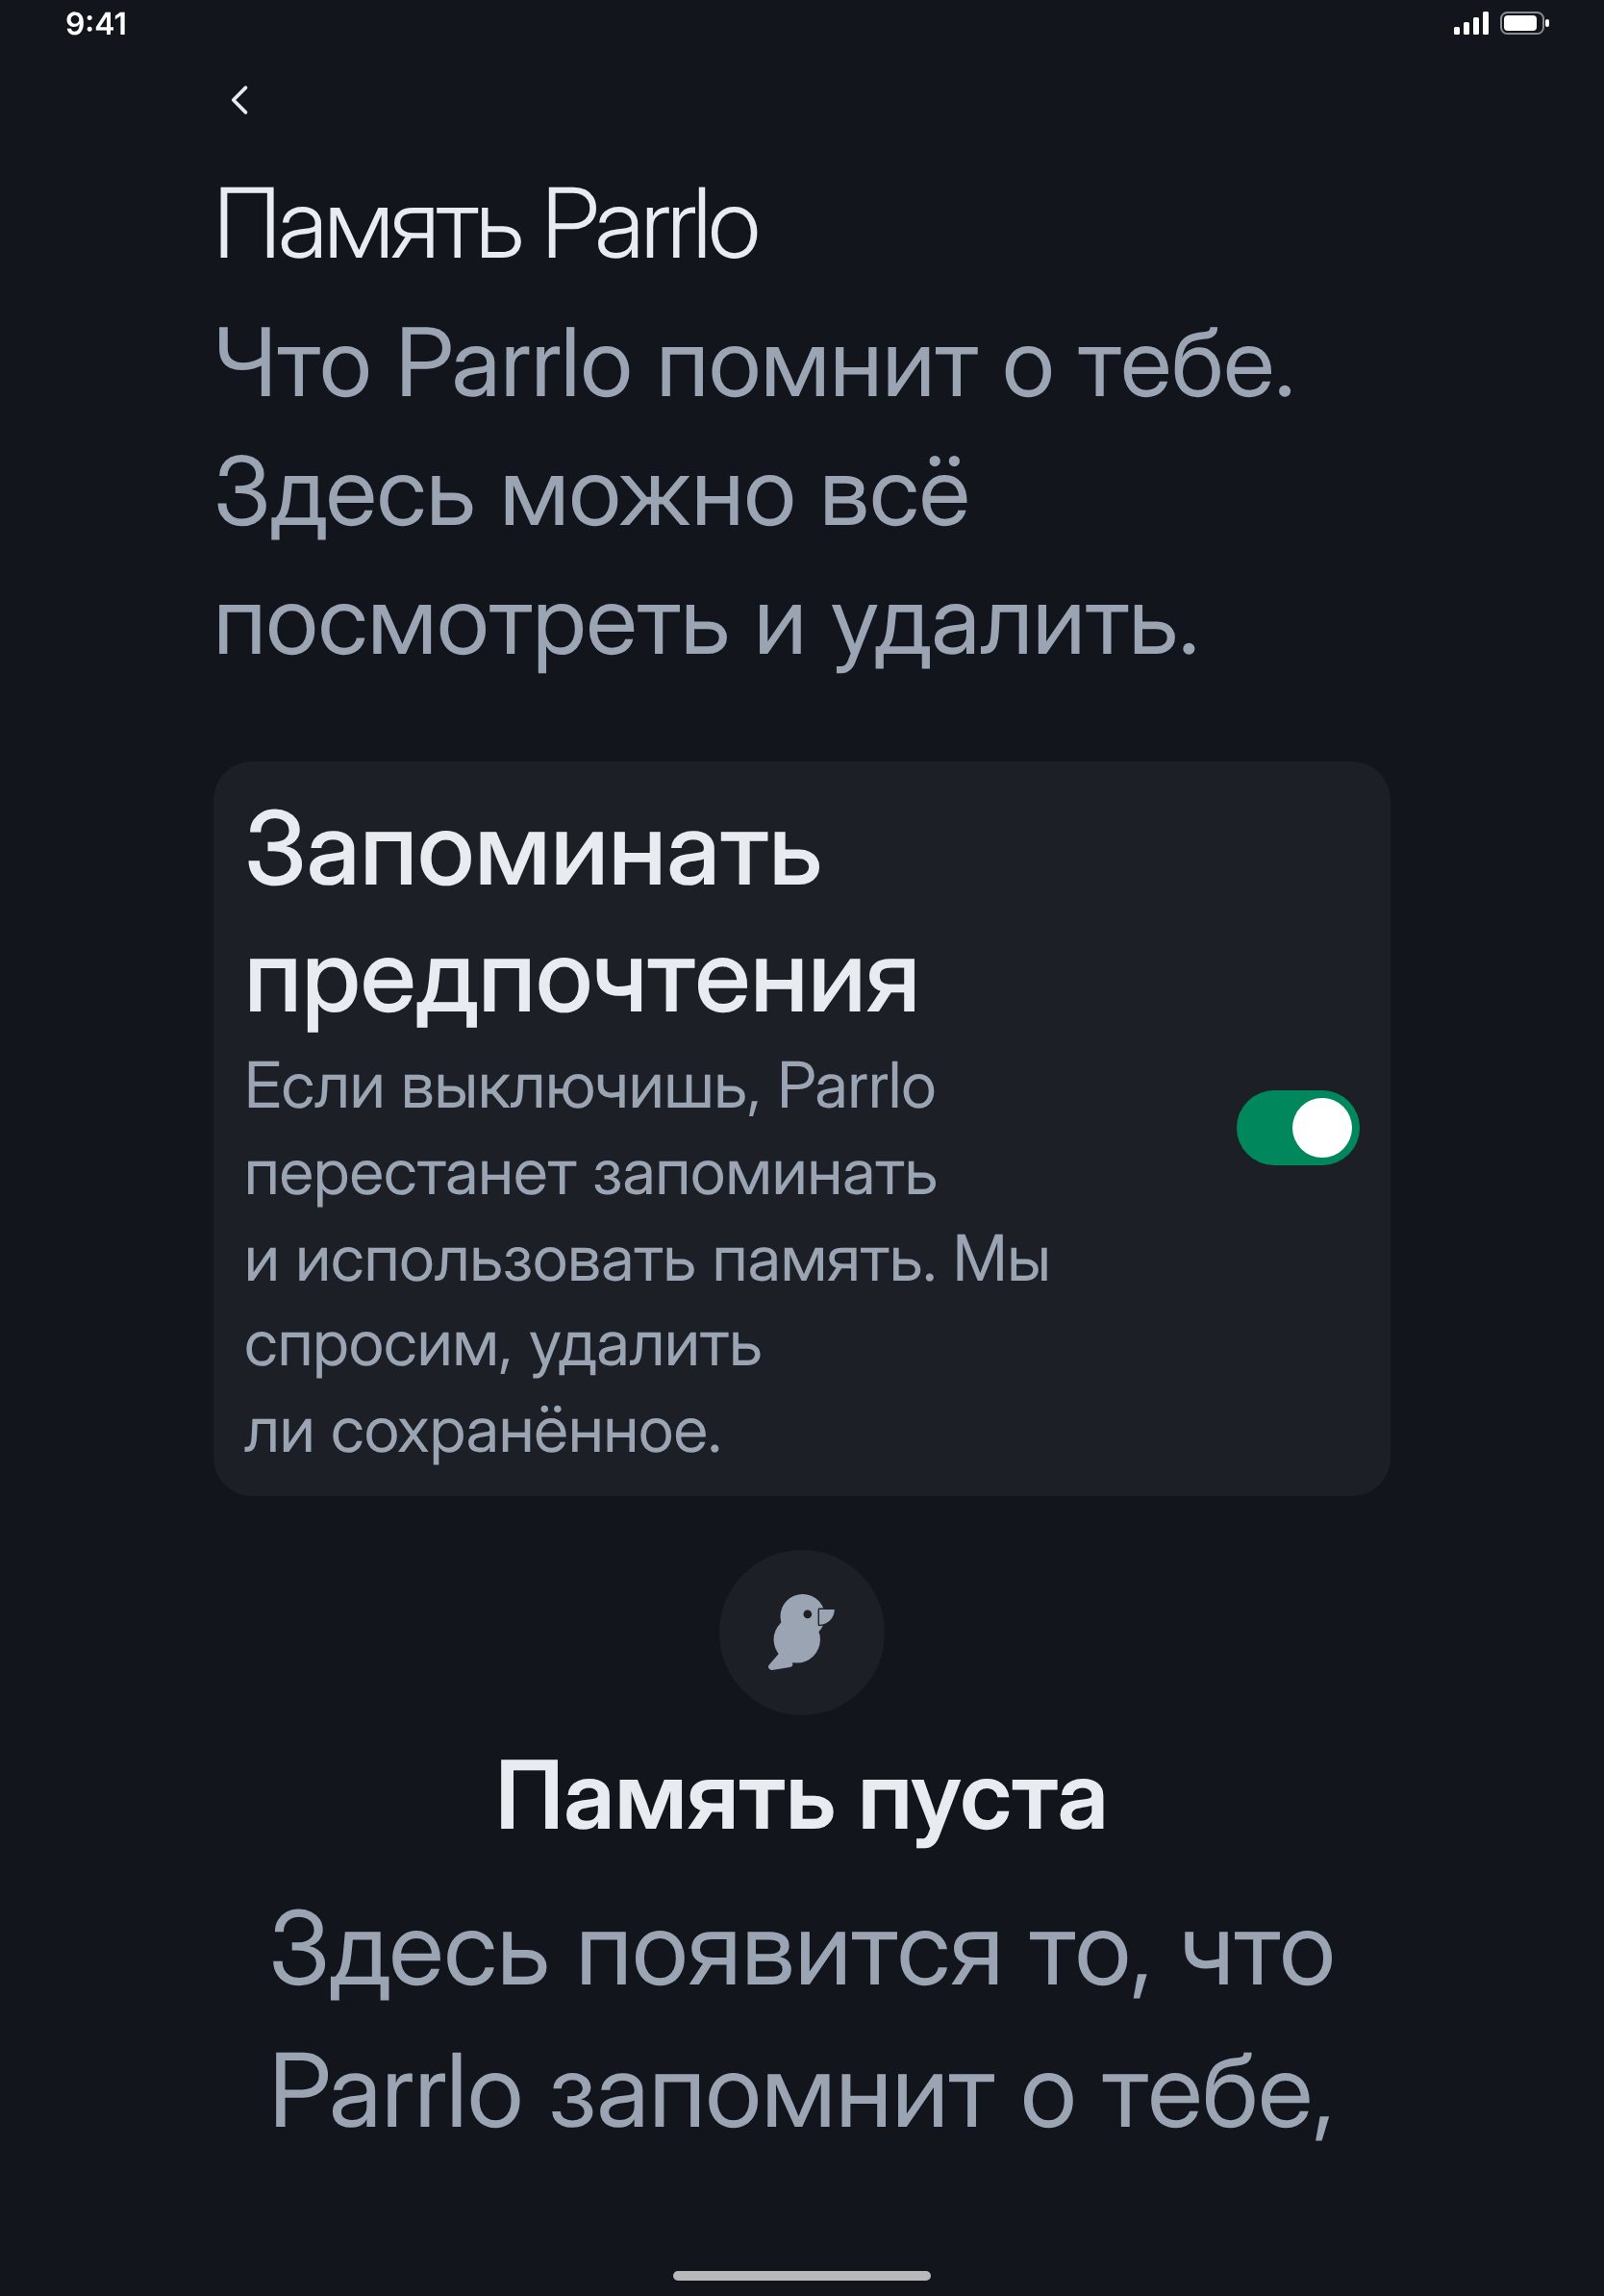 9:41
Память Parrlo
Что Parrlo помнит о тебе.
Здесь можно всё
посмотреть и удалить.
Запоминать
предпочтения
Если выключишь, Parrlo
перестанет запоминать
и использовать память. Мы
спросим, удалить
ли сохранённое.
Память пуста
Здесь появится то, что
Parrlo запомнит о тебе,